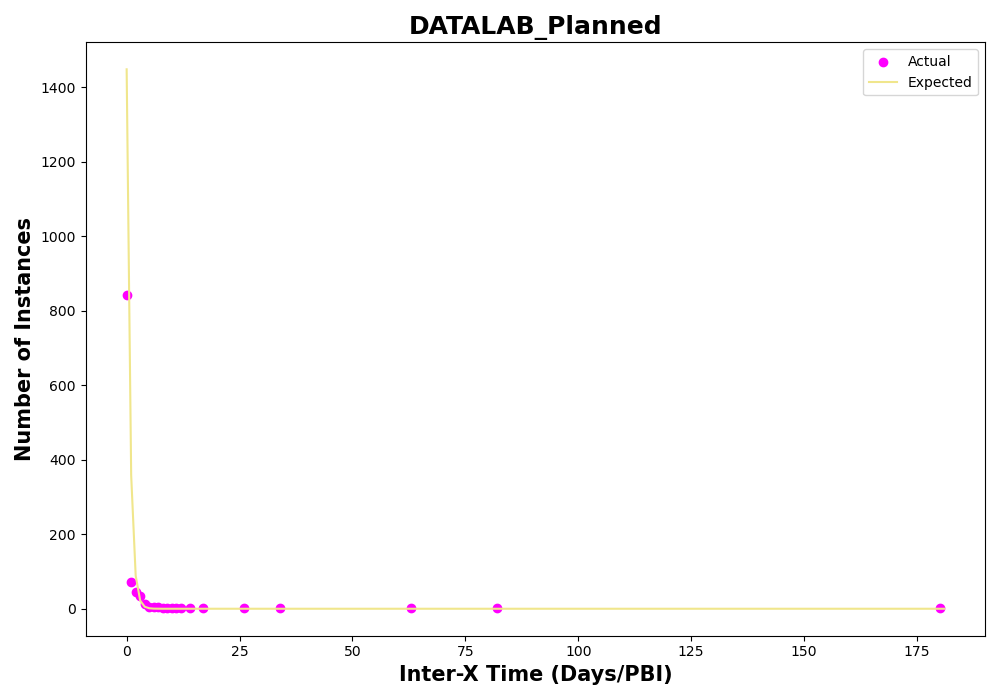 DATALAB_Planned
Actual
Expected
Number of Instances
1400
1200
1000
800
600
400
200
0
0 25 50 75 100 125 150 175
Inter-X Time (Days/PBI)